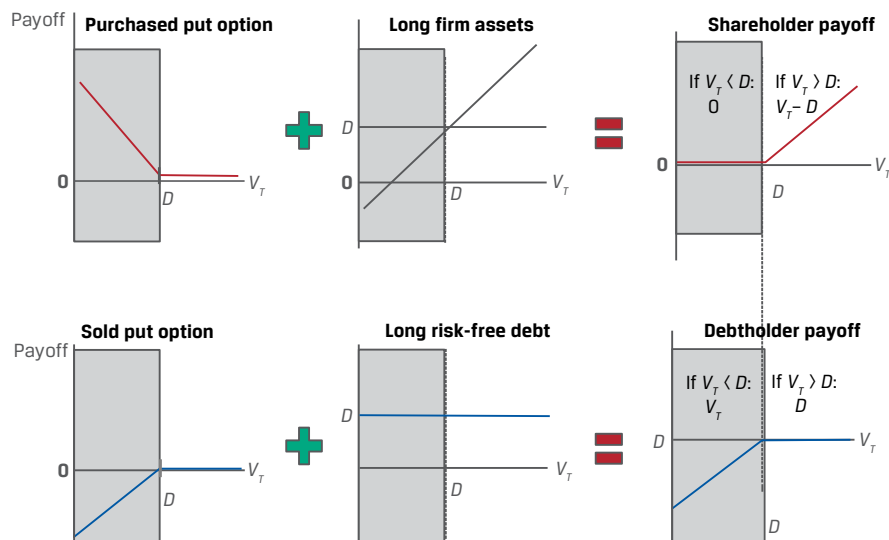 Payoff
Purchased put option
Long firm assets
Shareholder payoff
If V_T < D:
0
If V_T > D:
V_T – D
D
0
0
0
D
V_T
D
V_T
D
V_T
Sold put option
Long risk-free debt
Debtholder payoff
Payoff
If V_T < D:
V_T
If V_T > D:
D
D
D
0
V_T
V_T
V_T
D
D
D